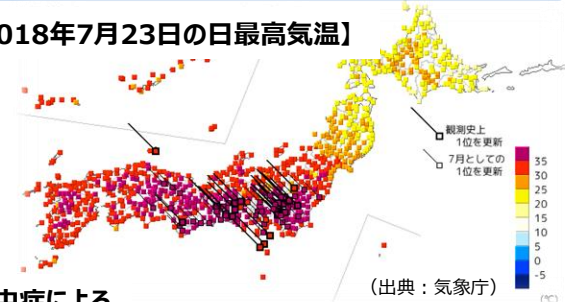 018年7月23日の日最高気温】
観測史上
1位を更新
7月としての
1位を更新
35
30
25
20
15
10
5
0
-5
(℃)
（出典：気象庁）
中症による